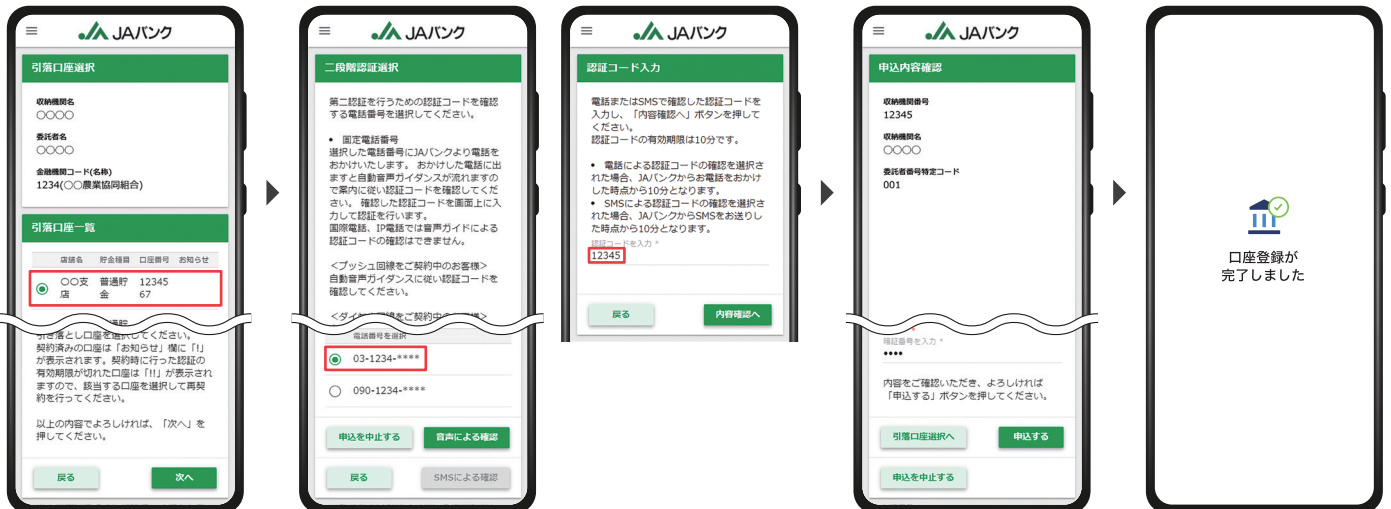 JAバンク
引落口座選択
収納機関名
○○○○
委託者名
○○○○
金融機関コード(名称)
1234(○○農業協同組合)
引落口座一覧
店舗名 貯金種目 口座番号 お知らせ
○○支店 普通貯金 1234567
引き落とし口座を選択してください。
契約済みの口座は「お知らせ」欄に「!」
が表示されます。契約時に行った認証の
有効期限が切れた口座は「!!」が表示され
ますので、該当する口座を選択して再契
約を行ってください。
以上の内容でよろしければ、「次へ」を
押してください。
戻る
次へ
JAバンク
二段階認証選択
第二認証を行うための認証コードを確認
する電話番号を選択してください。
• 固定電話番号
選択した電話番号にJAバンクより電話を
おかけいたします。 おかけした電話に出
ますと自動音声ガイダンスが流れますの
で案内に従い認証コードを確認してくだ
さい。 確認した認証コードを画面上に入
力して認証を行います。
国際電話、IP電話では音声ガイドによる
認証コードの確認はできません。
<プッシュ回線をご契約中のお客様>
自動音声ガイダンスに従い認証コードを
確認してください。
電話番号を選択
03-1234-****
090-1234-****
申込を中止する
音声による確認
戻る
SMSによる確認
JAバンク
認証コード入力
電話またはSMSで確認した認証コードを
入力し、「内容確認へ」ボタンを押して
ください。
認証コードの有効期限は10分です。
• 電話による認証コードの確認を選択さ
れた場合、JAバンクからお電話をおかけ
した時点から10分となります。
• SMSによる認証コードの確認を選択さ
れた場合、JAバンクからSMSをお送りし
た時点から10分となります。
認証コードを入力 *
12345
戻る
内容確認へ
JAバンク
申込内容確認
収納機関番号
12345
収納機関名
○○○○
委託者番号特定コード
001
暗証番号を入力 *
••••
内容をご確認いただき、よろしければ
「申込する」ボタンを押してください。
引落口座選択へ
申込する
申込を中止する
口座登録が
完了しました